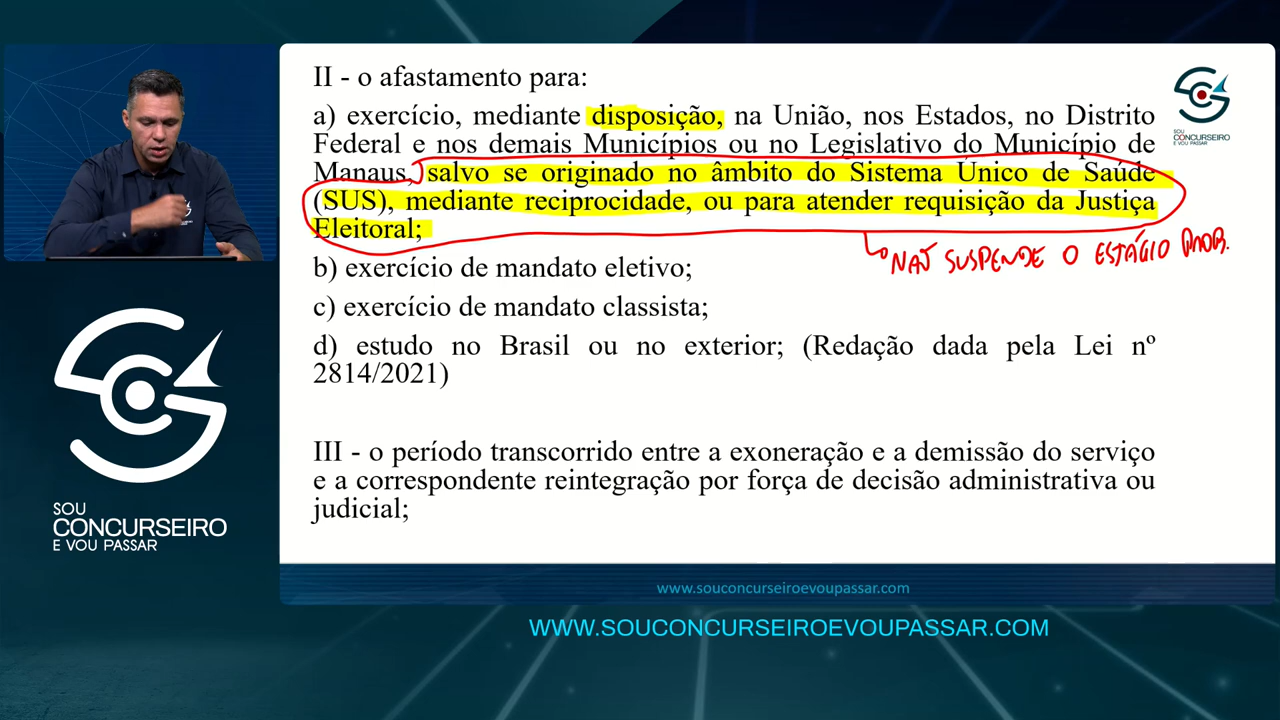 II - o afastamento para:
a) exercício, mediante disposição, na União, nos Estados, no Distrito
Federal e nos demais Municípios ou no Legislativo do Município de
Manaus, salvo se originado no âmbito do Sistema Único de Saúde
(SUS), mediante reciprocidade, ou para atender requisição da Justiça
Eleitoral;
NÃO SUSPENDE O ESTÁGIO PROB.
b) exercício de mandato eletivo;
c) exercício de mandato classista;
d) estudo no Brasil ou no exterior; (Redação dada pela Lei nº
2814/2021)
III - o período transcorrido entre a exoneração e a demissão do serviço
e a correspondente reintegração por força de decisão administrativa ou
judicial;
SOU
CONCURSEIRO
E VOU PASSAR
SOU
CONCURSEIRO
E VOU PASSAR
www.souconcurseiroevoupassar.com
WWW.SOUCONCURSEIROEVOUPASSAR.COM